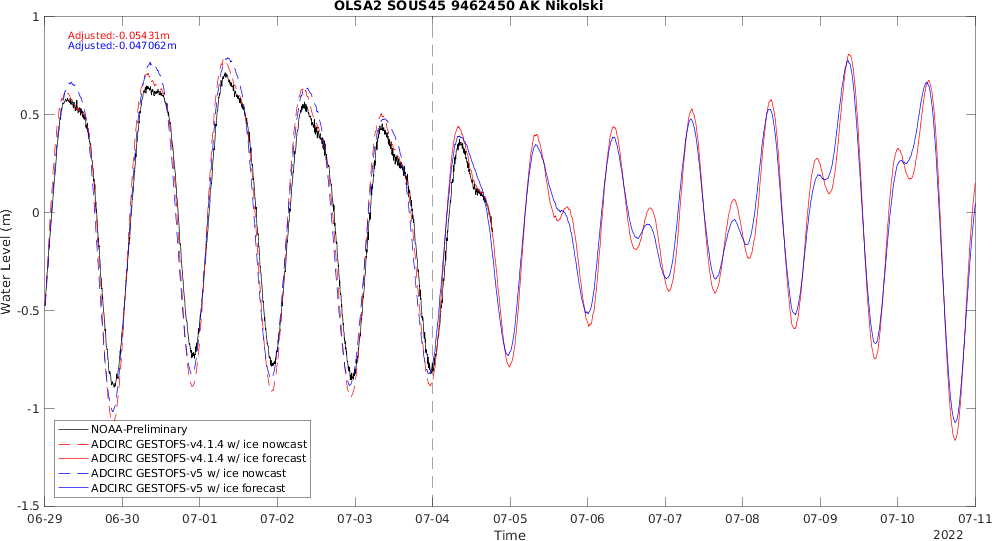 OLSA2 SOUS45 9462450 AK Nikolski
Adjusted:-0.05431m
Adjusted:-0.047062m
Water Level (m)
1
0.5
0
-0.5
-1
-1.5
NOAA-Preliminary
ADCIRC GESTOFS-v4.1.4 w/ ice nowcast
ADCIRC GESTOFS-v4.1.4 w/ ice forecast
ADCIRC GESTOFS-v5 w/ ice nowcast
ADCIRC GESTOFS-v5 w/ ice forecast
06-29 06-30 07-01 07-02 07-03 07-04 07-05 07-06 07-07 07-08 07-09 07-10 07-11
Time
2022